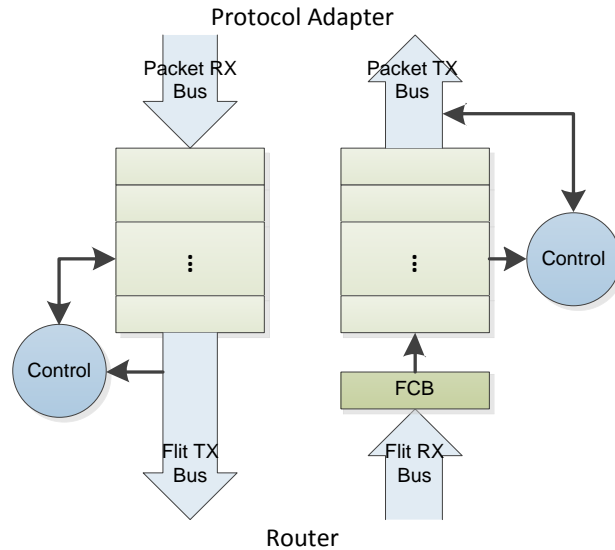 Protocol Adapter
Packet RX
Bus
Packet TX
Bus
...
...
Control
Control
FCB
Flit TX
Bus
Flit RX
Bus
Router